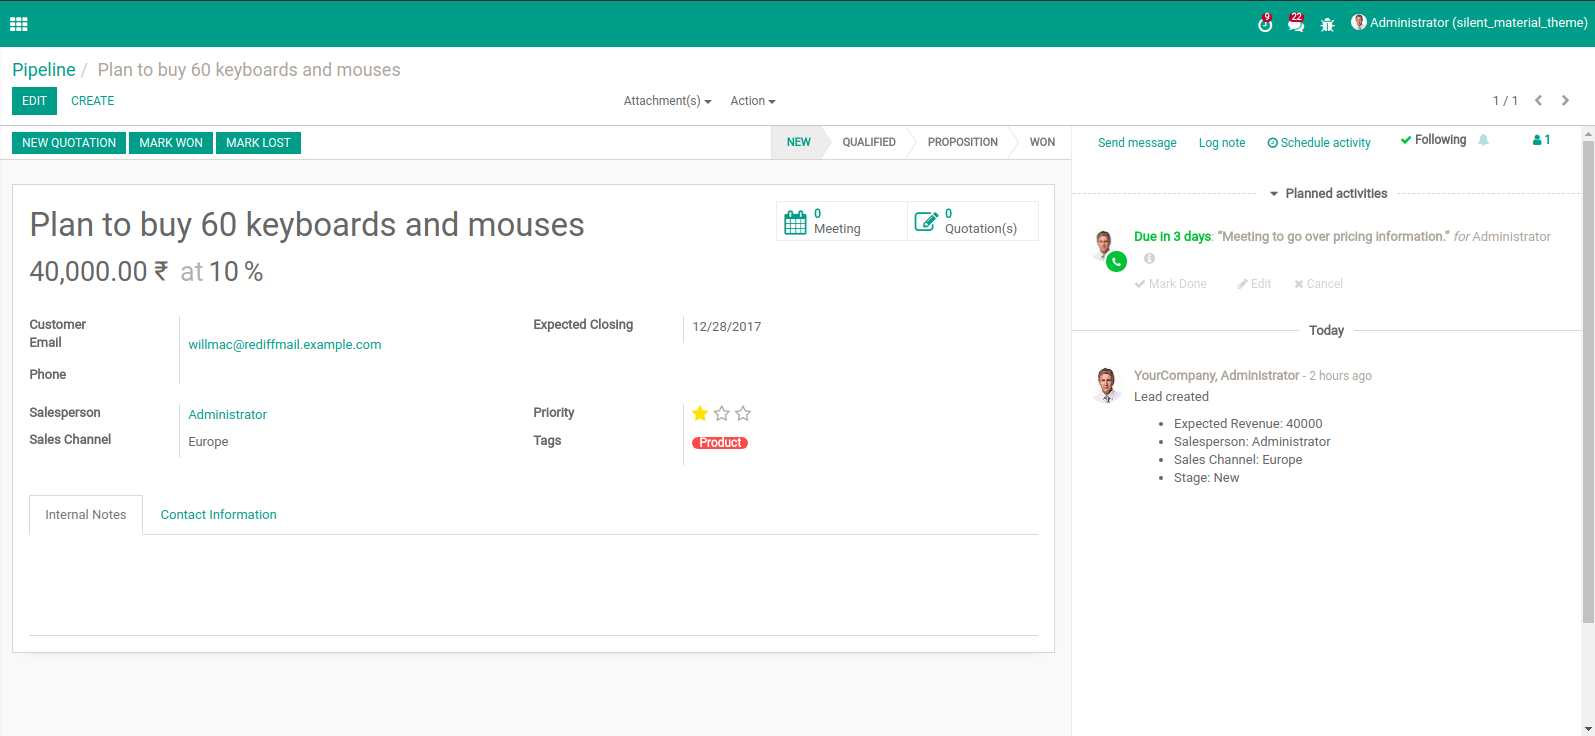 9 22 Administrator (silent_material_theme)
Pipeline / Plan to buy 60 keyboards and mouses
EDIT CREATE Attachment(s) Action 1 / 1
NEW QUOTATION MARK WON MARK LOST NEW QUALIFIED PROPOSITION WON
Plan to buy 60 keyboards and mouses
0
Meeting
0
Quotation(s)
40,000.00 ₹ at 10 %
Customer
Email willmac@rediffmail.example.com
Phone
Expected Closing 12/28/2017
Salesperson Administrator
Sales Channel Europe
Priority
Tags Product
Internal Notes Contact Information
Send message Log note Schedule activity Following 1
Planned activities
Due in 3 days: “Meeting to go over pricing information.” for Administrator
Mark Done Edit Cancel
Today
YourCompany, Administrator - 2 hours ago
Lead created
• Expected Revenue: 40000
• Salesperson: Administrator
• Sales Channel: Europe
• Stage: New